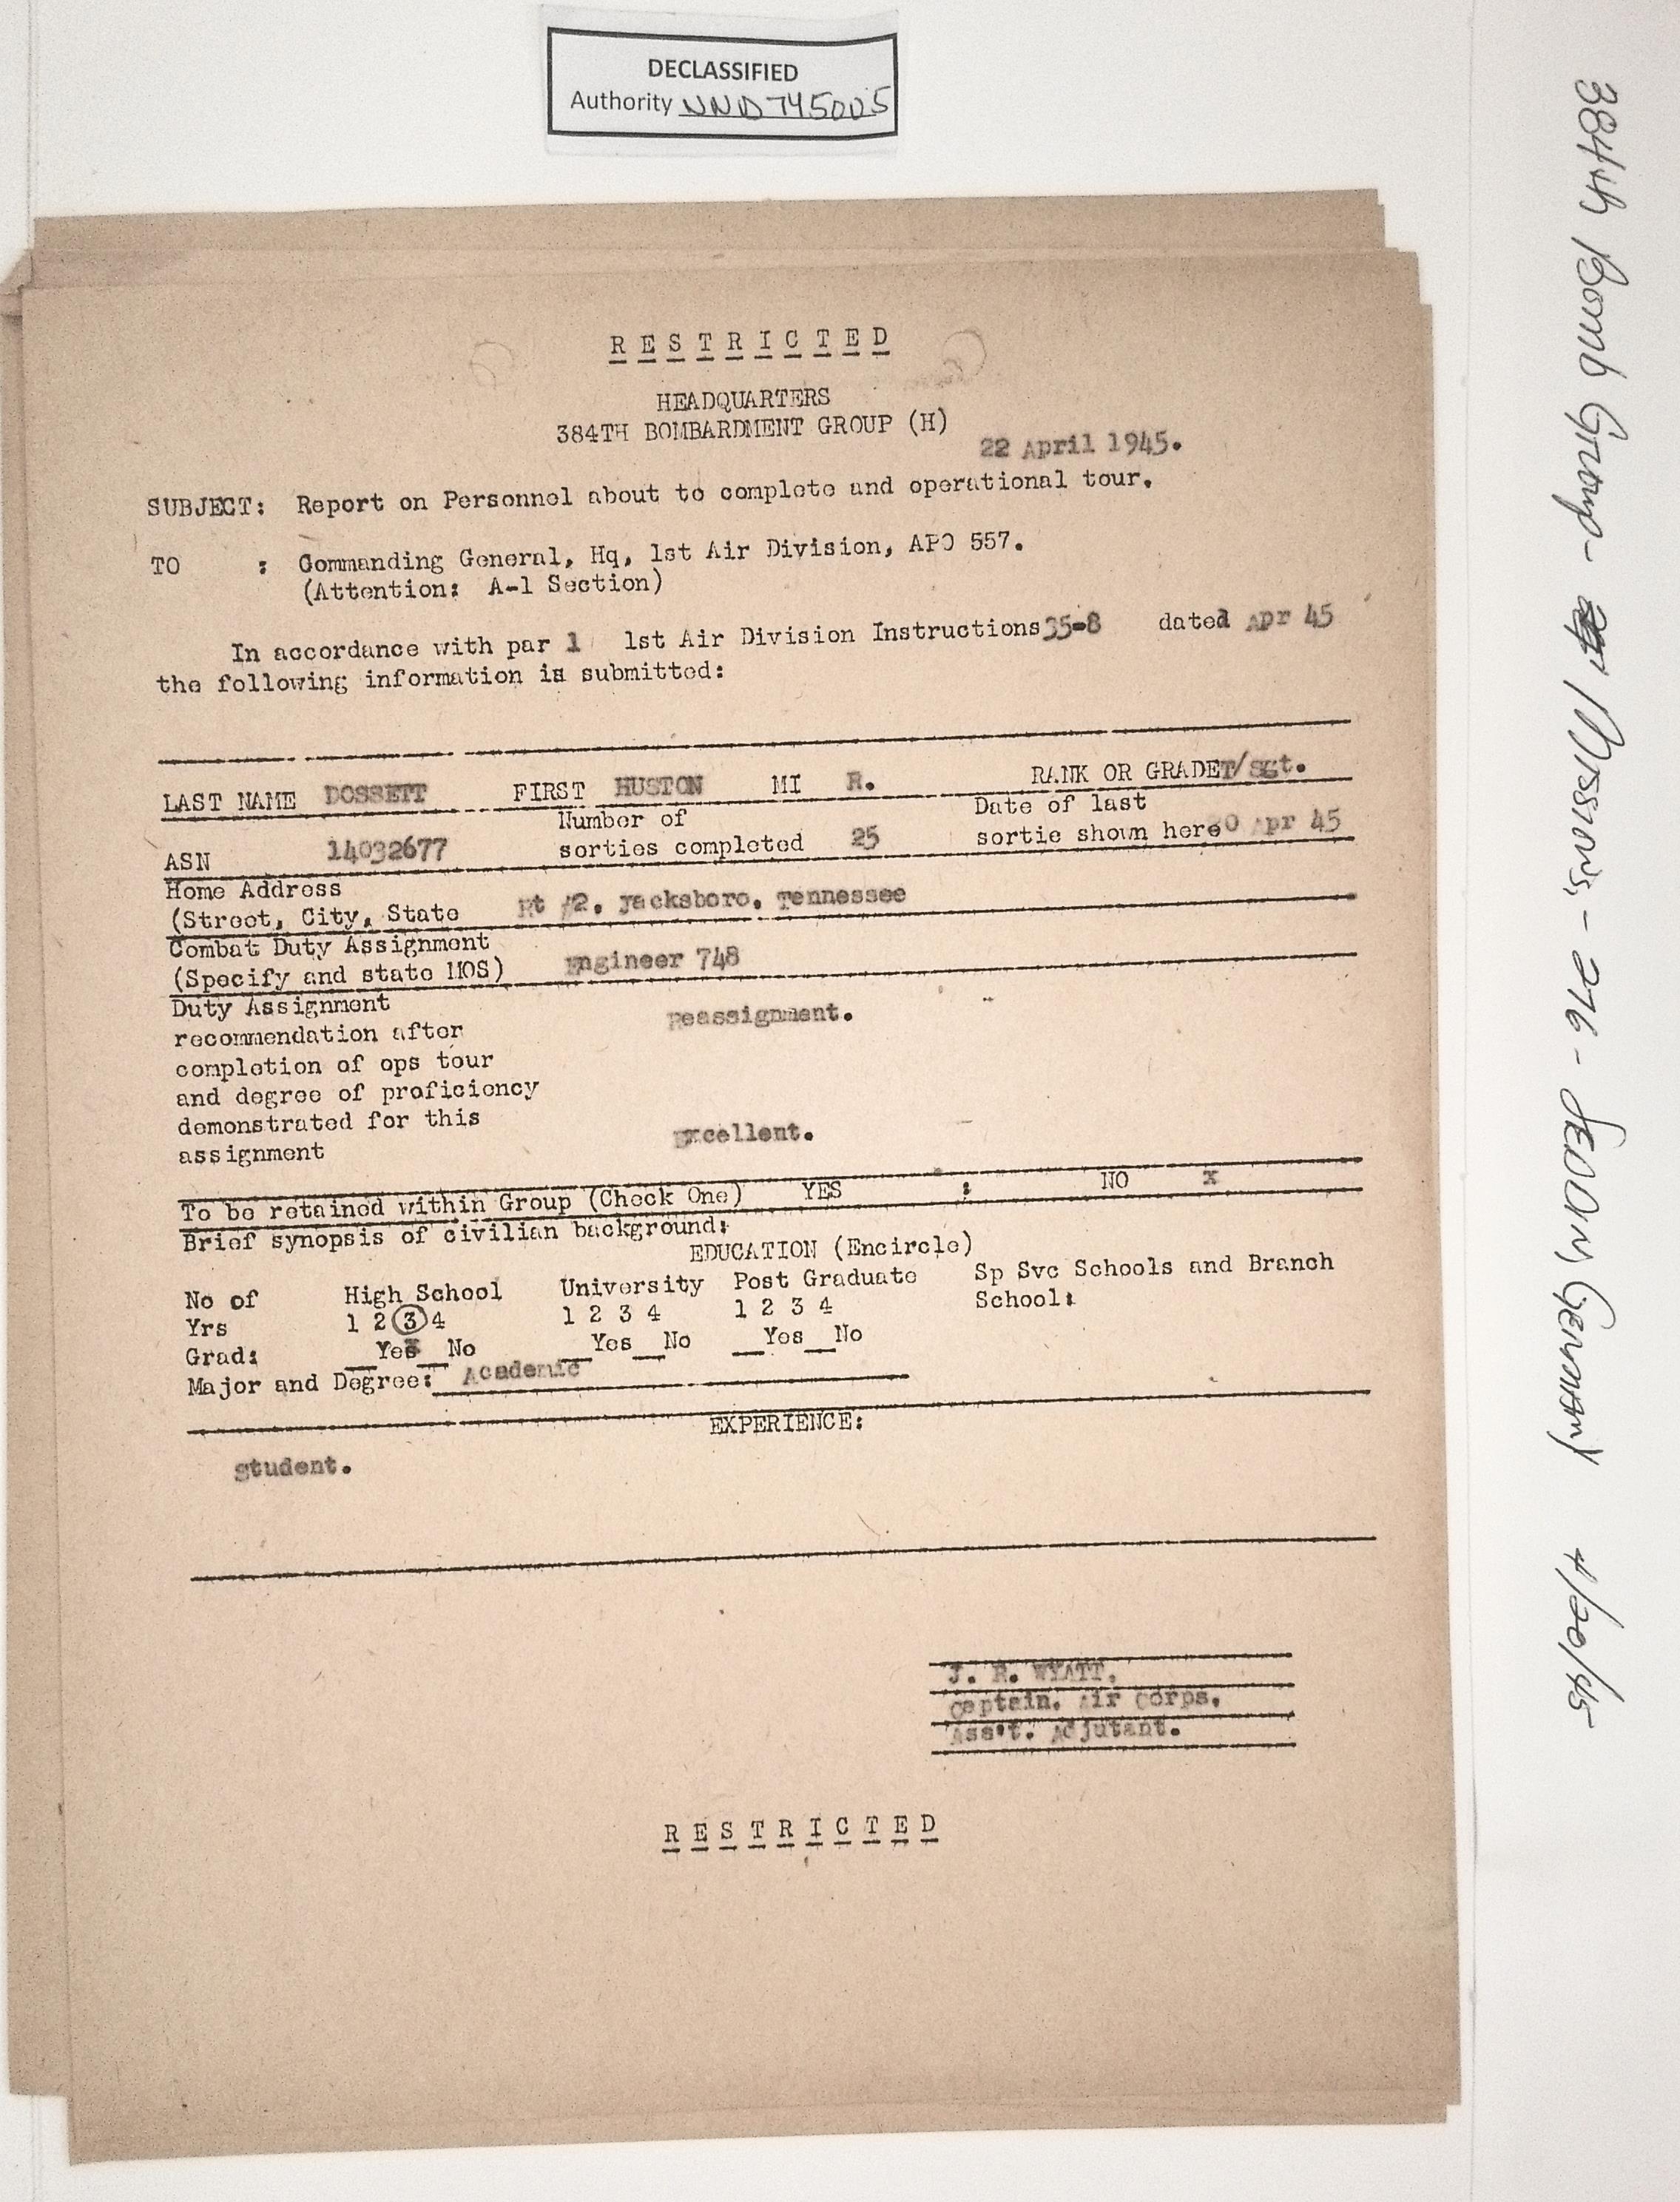 DECLASSIFIED
Authority NND 745005
RESTRICTED
HEADQUARTERS
384TH BOMBARDMENT GROUP (H)
22 April 1945.
SUBJECT: Report on Personnel about to complete and operational tour.
TO : Commanding General, Hq, 1st Air Division, APO 557.
(Attention: A-1 Section)
In accordance with par 1 1st Air Division Instructions 35-8 dated Apr 45
the following information is submitted:
LAST NAME DOSSETT FIRST HUSTON MI R. RANK OR GRADE T/Sgt.
ASN 14032677 Number of sorties completed 25 Date of last sortie shown here 20 Apr 45
Home Address
(Street, City, State Rt #2, Jacksboro, Tennessee
Combat Duty Assignment
(Specify and state MOS) Engineer 748
Duty Assignment
recommendation after Reassignment.
completion of ops tour
and degree of proficiency
demonstrated for this
assignment Excellent.
To be retained within Group (Check One) YES : NO X
Brief synopsis of civilian background:
EDUCATION (Encircle)
No of High School University Post Graduate Sp Svc Schools and Branch
Yrs 1 2 3 4 1 2 3 4 1 2 3 4 School:
Grad: __Yes__No __Yes__No __Yes__No
Major and Degree: Academic
EXPERIENCE:
Student.
J. R. WYATT,
Captain, Air Corps,
Ass't. Adjutant.
RESTRICTED
384th Bomb Group - Missions, - 276 - Seddin, Germany 4/20/45